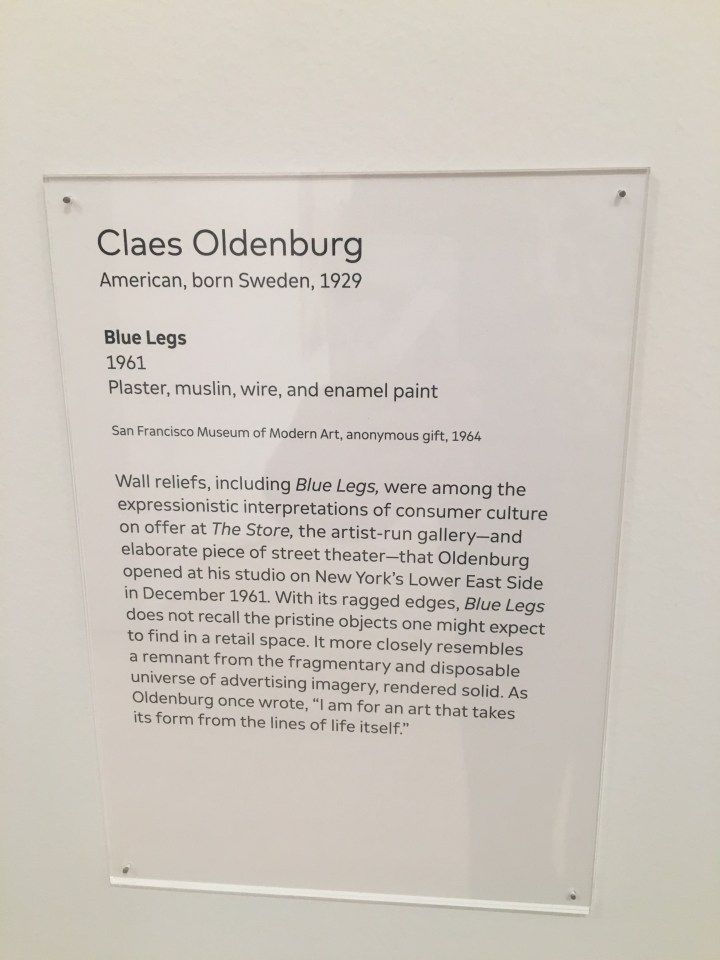 Claes Oldenburg
American, born Sweden, 1929
Blue Legs
1961
Plaster, muslin, wire, and enamel paint
San Francisco Museum of Modern Art, anonymous gift, 1964
Wall reliefs, including Blue Legs, were among the
expressionistic interpretations of consumer culture
on offer at The Store, the artist-run gallery—and
elaborate piece of street theater—that Oldenburg
opened at his studio on New York's Lower East Side
in December 1961. With its ragged edges, Blue Legs
does not recall the pristine objects one might expect
to find in a retail space. It more closely resembles
a remnant from the fragmentary and disposable
universe of advertising imagery, rendered solid. As
Oldenburg once wrote, “I am for an art that takes
its form from the lines of life itself.”